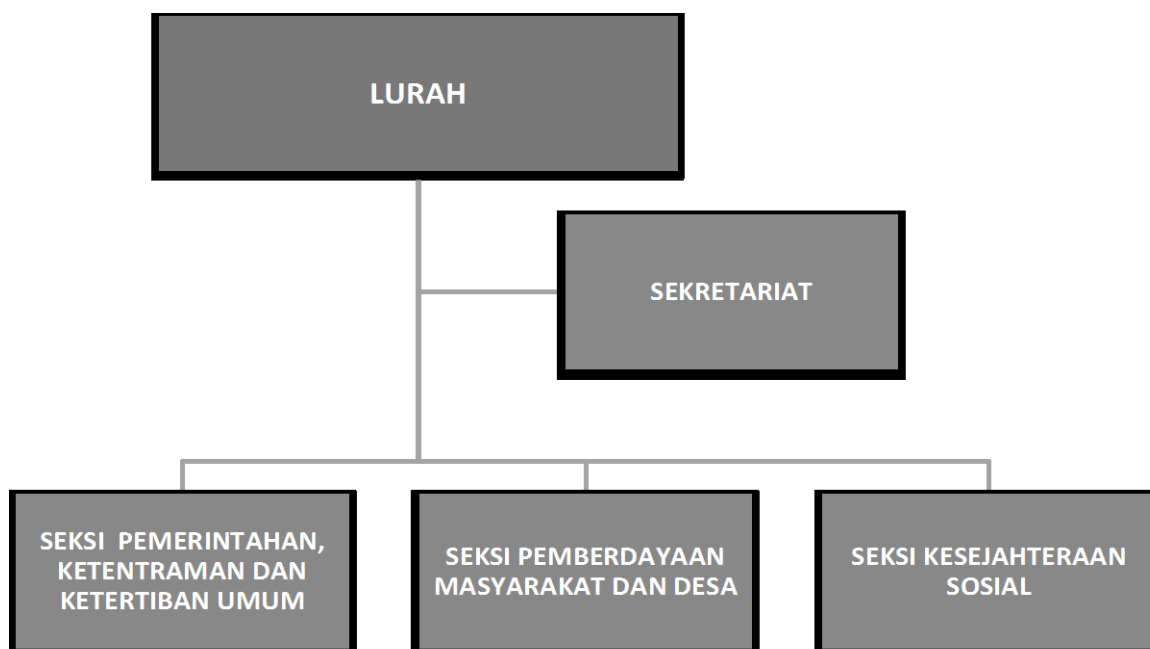 LURAH
SEKRETARIAT
SEKSI PEMERINTAHAN,
KETENTRAMAN DAN
KETERTIBAN UMUM
SEKSI PEMBERDAYAAN
MASYARAKAT DAN DESA
SEKSI KESEJAHTERAAN
SOSIAL